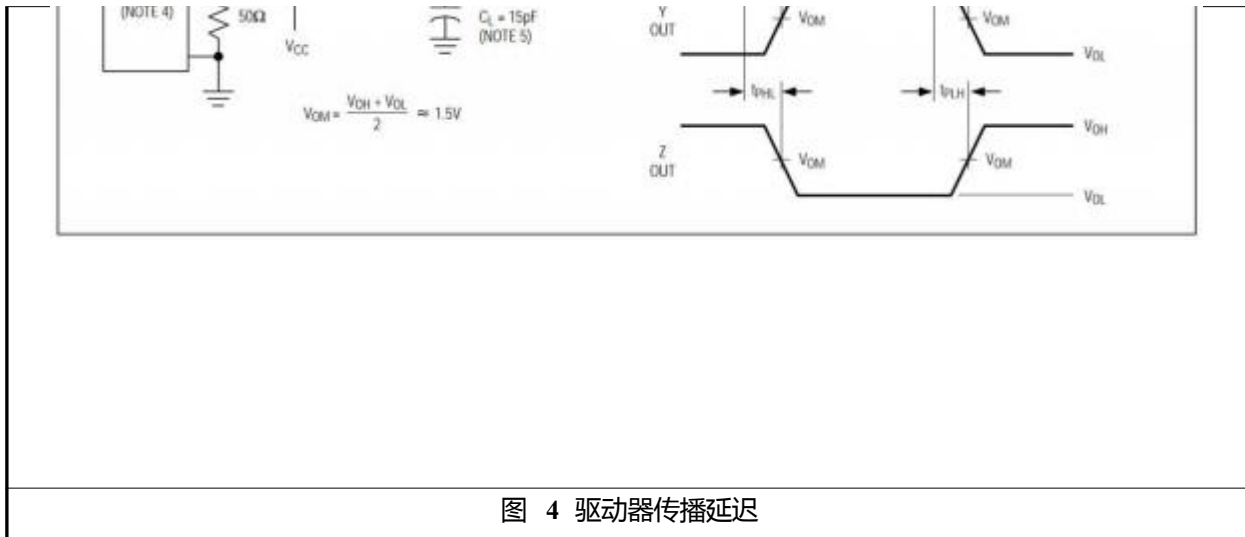 (NOTE 4)
50Ω
VCC
CL = 15pF
(NOTE 5)
VOM = VOH + VOL / 2 ≈ 1.5V
Y
OUT
VOM
VOM
VOL
tPHL
tPLH
VOH
Z
OUT
VOM
VOM
VOL
图 4 驱动器传播延迟